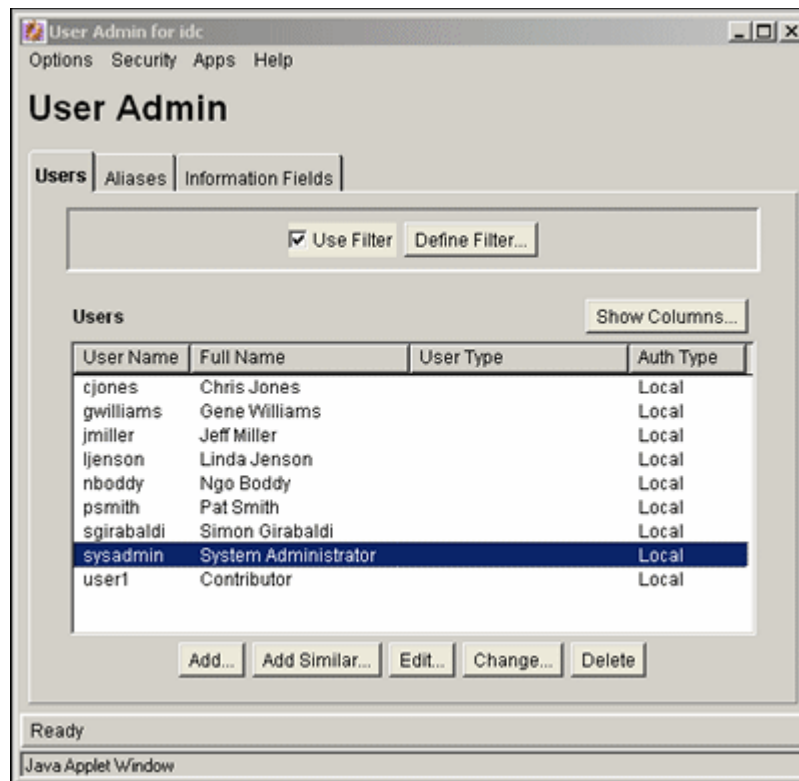 User Admin for idc
Options Security Apps Help
User Admin
Users Aliases Information Fields
Use Filter Define Filter...
Users Show Columns...
User Name Full Name User Type Auth Type
cjones Chris Jones Local
gwilliams Gene Williams Local
jmiller Jeff Miller Local
ljenson Linda Jenson Local
nboddy Ngo Boddy Local
psmith Pat Smith Local
sgirabaldi Simon Girabaldi Local
sysadmin System Administrator Local
user1 Contributor Local
Add... Add Similar... Edit... Change... Delete
Ready
Java Applet Window